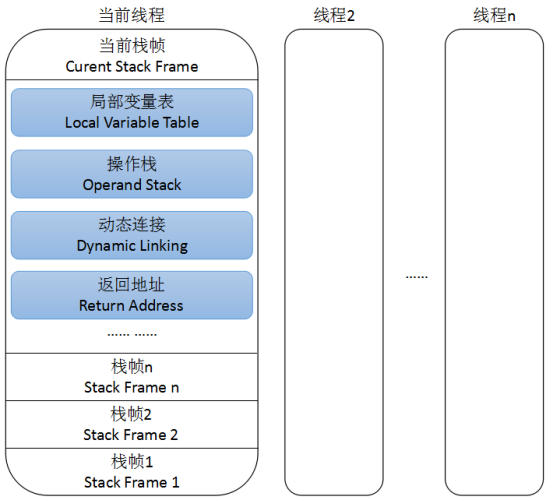 当前线程
线程2
线程n
当前栈帧
Curent Stack Frame
局部变量表
Local Variable Table
操作栈
Operand Stack
动态连接
Dynamic Linking
返回地址
Return Address
…… ……
……
栈帧n
Stack Frame n
栈帧2
Stack Frame 2
栈帧1
Stack Frame 1